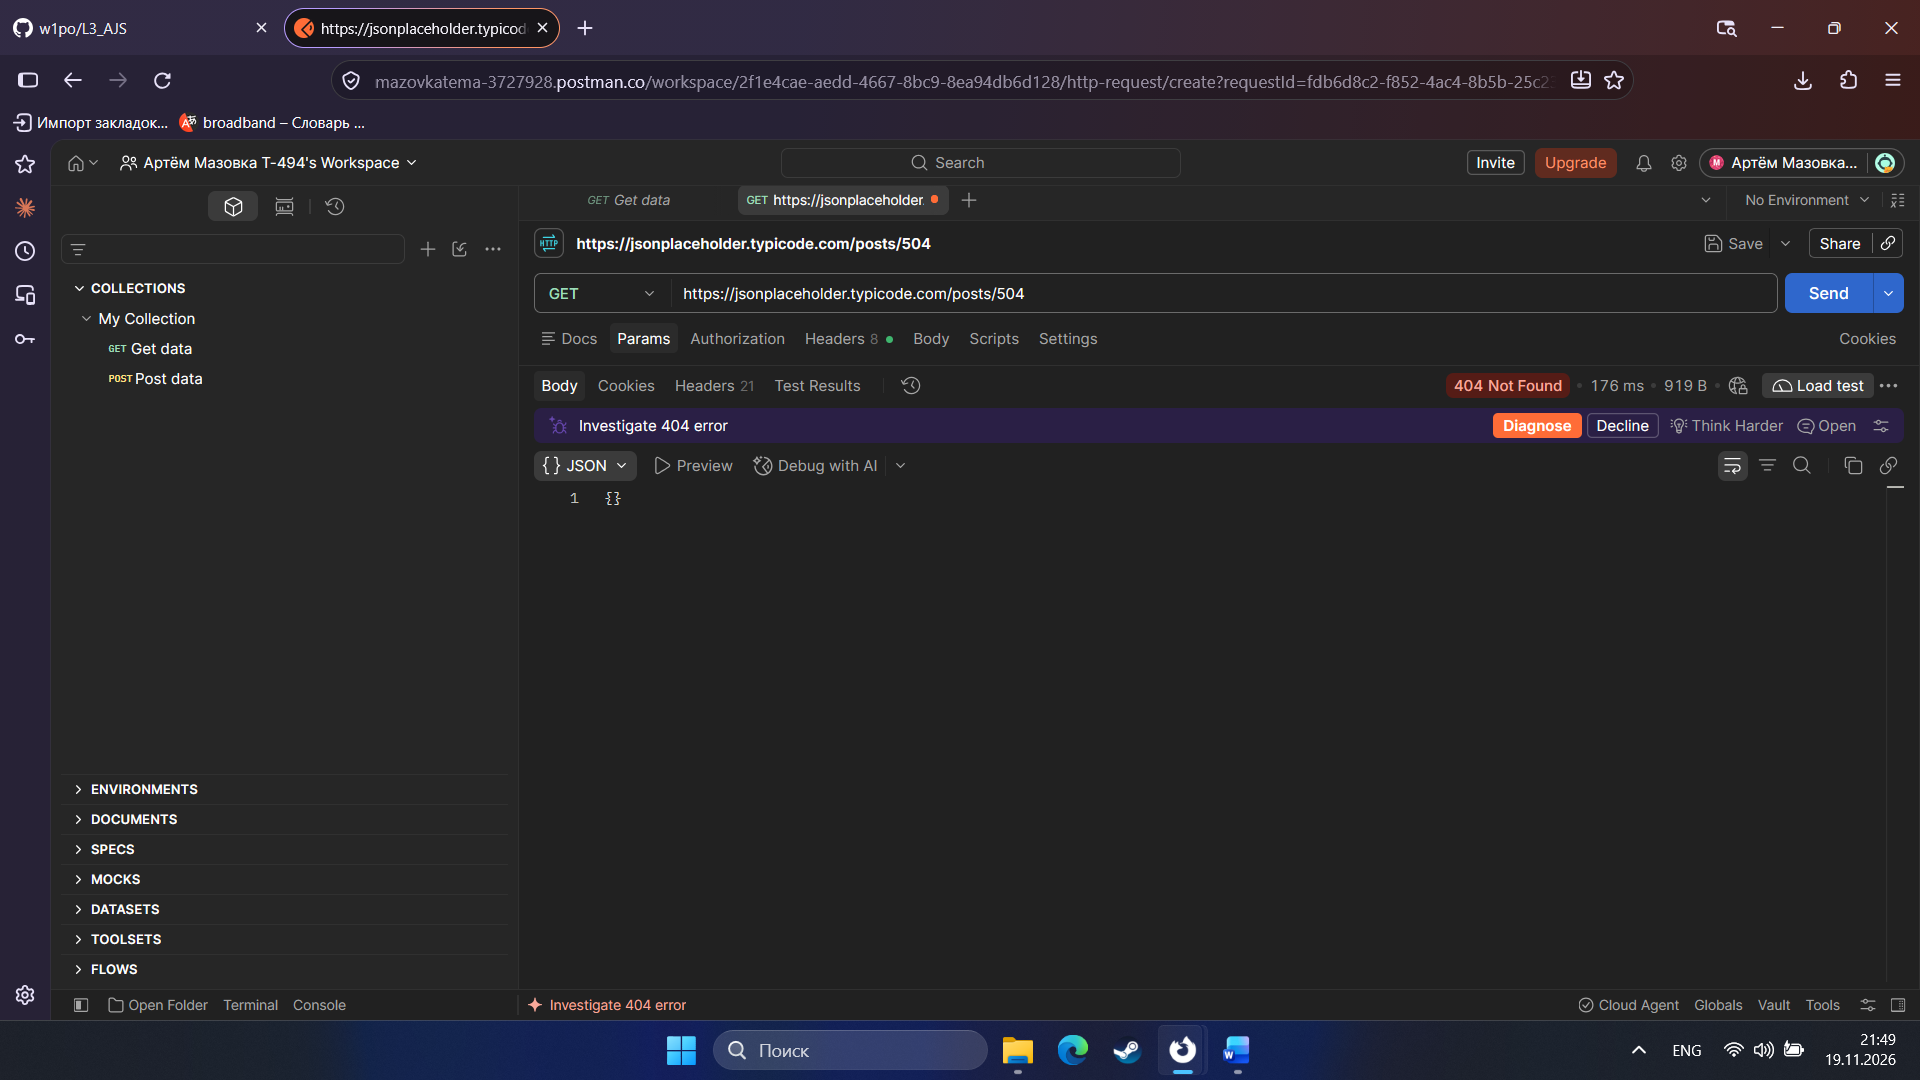 w1po/L3_AJS
https://jsonplaceholder.typicod
mazovkatema-3727928.postman.co/workspace/2f1e4cae-aedd-4667-8bc9-8ea94db6d128/http-request/create?requestId=fdb6d8c2-f852-4ac4-8b5b-25c2
Импорт закладок...
broadband – Словарь ...
Артём Мазовка Т-494's Workspace
Search
Invite
Upgrade
M
Артём Мазовка...
GET Get data
GET https://jsonplaceholder.
No Environment
HTTP
https://jsonplaceholder.typicode.com/posts/504
Save
Share
COLLECTIONS
My Collection
GET Get data
POST Post data
GET
https://jsonplaceholder.typicode.com/posts/504
Send
Docs
Params
Authorization
Headers 8
Body
Scripts
Settings
Cookies
Body
Cookies
Headers 21
Test Results
404 Not Found
176 ms
919 B
Load test
Investigate 404 error
Diagnose
Decline
Think Harder
Open
{} JSON
Preview
Debug with AI
1 {}
ENVIRONMENTS
DOCUMENTS
SPECS
MOCKS
DATASETS
TOOLSETS
FLOWS
Open Folder
Terminal
Console
Investigate 404 error
Cloud Agent
Globals
Vault
Tools
Поиск
ENG
21:49
19.11.2026